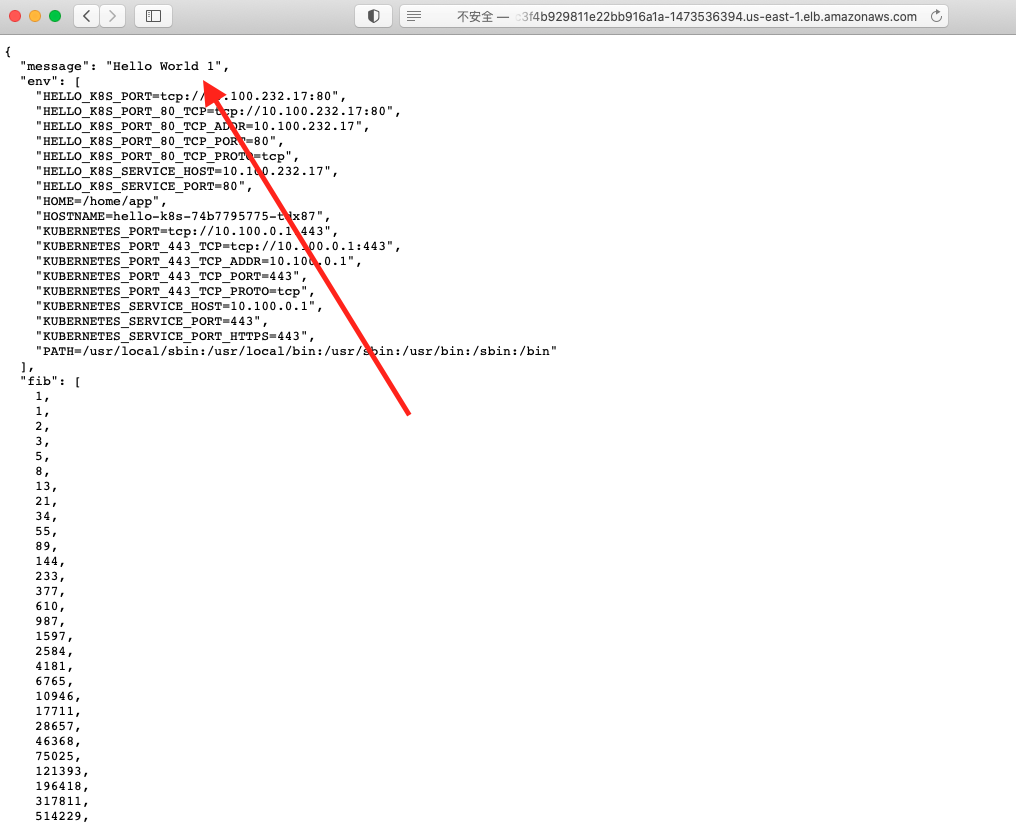 不安全 — c3f4b929811e22bb916a1a-1473536394.us-east-1.elb.amazonaws.com
{
"message": "Hello World 1",
"env": [
"HELLO_K8S_PORT=tcp://10.100.232.17:80",
"HELLO_K8S_PORT_80_TCP=tcp://10.100.232.17:80",
"HELLO_K8S_PORT_80_TCP_ADDR=10.100.232.17",
"HELLO_K8S_PORT_80_TCP_PORT=80",
"HELLO_K8S_PORT_80_TCP_PROTO=tcp",
"HELLO_K8S_SERVICE_HOST=10.100.232.17",
"HELLO_K8S_SERVICE_PORT=80",
"HOME=/home/app",
"HOSTNAME=hello-k8s-74b7795775-tdx87",
"KUBERNETES_PORT=tcp://10.100.0.1:443",
"KUBERNETES_PORT_443_TCP=tcp://10.100.0.1:443",
"KUBERNETES_PORT_443_TCP_ADDR=10.100.0.1",
"KUBERNETES_PORT_443_TCP_PORT=443",
"KUBERNETES_PORT_443_TCP_PROTO=tcp",
"KUBERNETES_SERVICE_HOST=10.100.0.1",
"KUBERNETES_SERVICE_PORT=443",
"KUBERNETES_SERVICE_PORT_HTTPS=443",
"PATH=/usr/local/sbin:/usr/local/bin:/usr/sbin:/usr/bin:/sbin:/bin"
],
"fib": [
1,
1,
2,
3,
5,
8,
13,
21,
34,
55,
89,
144,
233,
377,
610,
987,
1597,
2584,
4181,
6765,
10946,
17711,
28657,
46368,
75025,
121393,
196418,
317811,
514229,